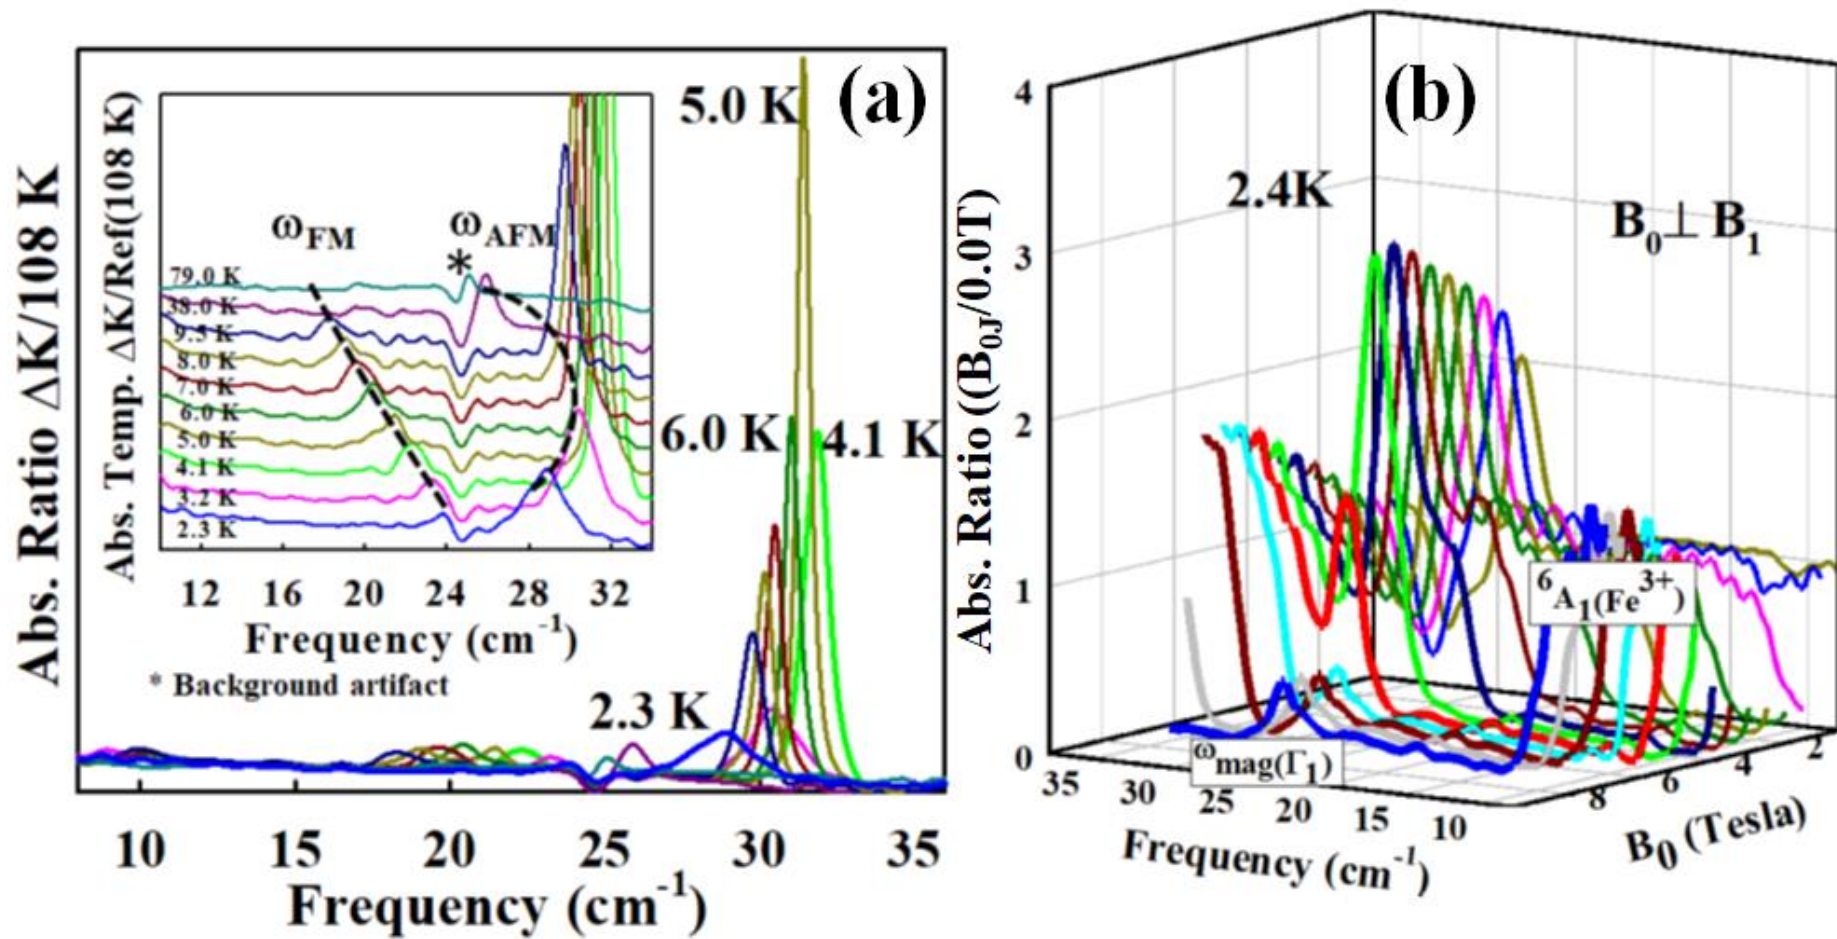 (a)
Abs. Ratio ΔK/108 K
5.0 K
6.0 K
4.1 K
2.3 K
10 15 20 25 30 35
Frequency (cm⁻¹)
Abs. Temp. ΔK/Ref(108 K)
ω_FM
ω_AFM
*
79.0 K
38.0 K
9.5 K
8.0 K
7.0 K
6.0 K
5.0 K
4.1 K
3.2 K
2.3 K
12 16 20 24 28 32
Frequency (cm⁻¹)
* Background artifact
(b)
Abs. Ratio ((B₀J/0.0T)
4
3
2
1
0
2.4K
B₀⊥ B₁
⁶A₁(Fe³⁺)
ω_mag(Γ₁)
35 30 25 20 15 10
Frequency (cm⁻¹)
8 6 4 2
B₀ (Tesla)